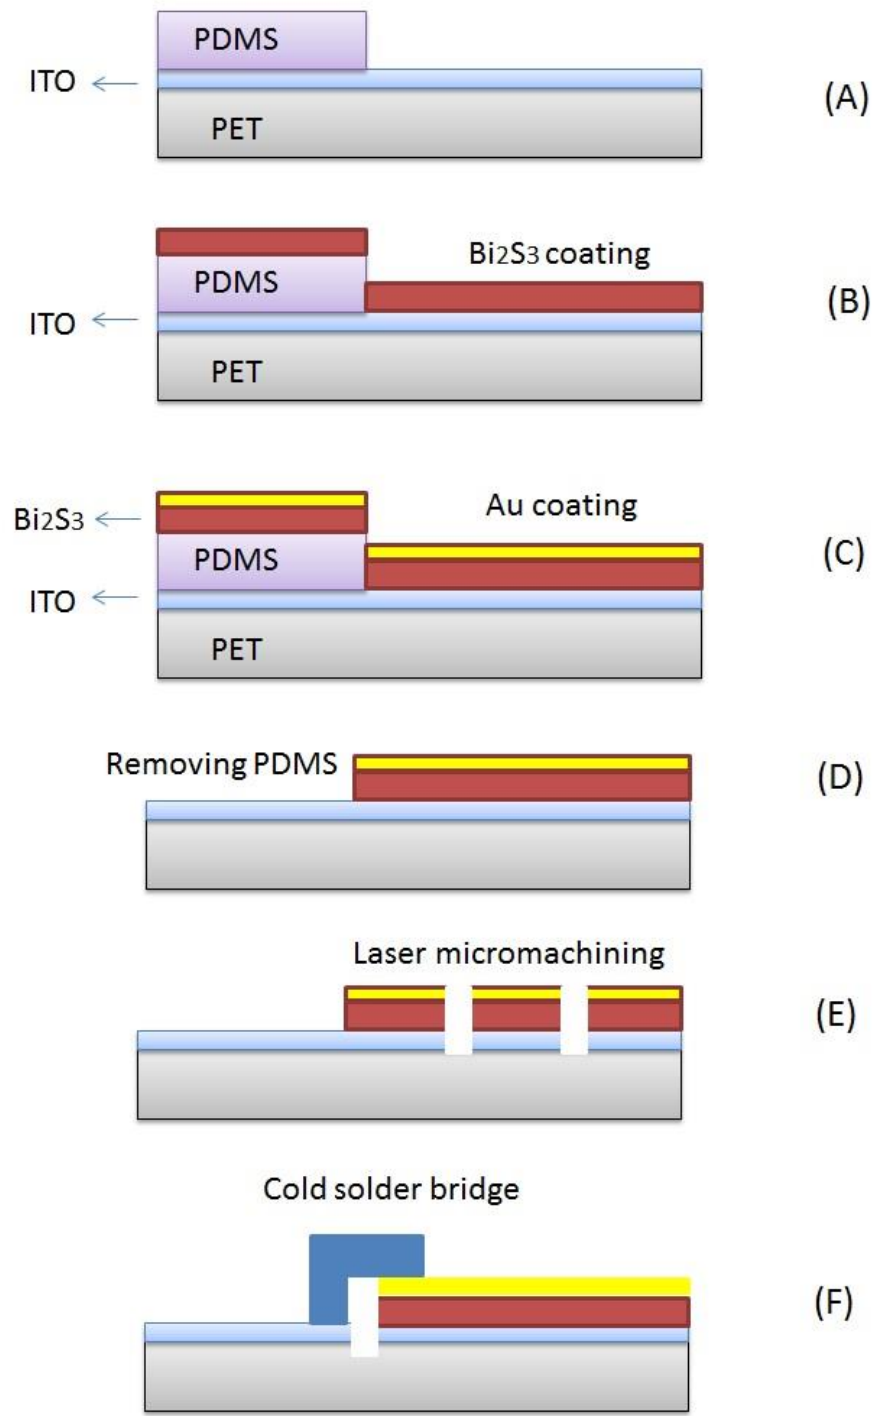 PDMS
ITO
PET
(A)
Bi2S3 coating
PDMS
ITO
PET
(B)
Au coating
Bi2S3
PDMS
ITO
PET
(C)
Removing PDMS
(D)
Laser micromachining
(E)
Cold solder bridge
(F)